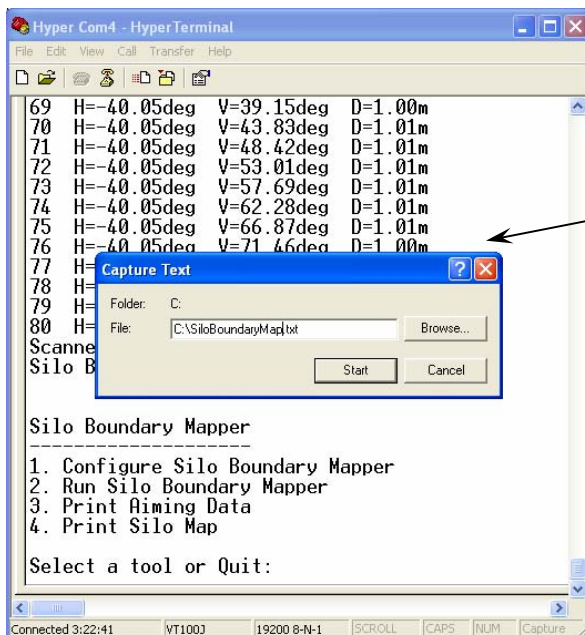 Hyper Com4 - HyperTerminal
File Edit View Call Transfer Help
69 H=-40.05deg V=39.15deg D=1.00m
70 H=-40.05deg V=43.83deg D=1.01m
71 H=-40.05deg V=48.42deg D=1.01m
72 H=-40.05deg V=53.01deg D=1.01m
73 H=-40.05deg V=57.69deg D=1.01m
74 H=-40.05deg V=62.28deg D=1.01m
75 H=-40.05deg V=66.87deg D=1.01m
76 H=-40.05deg V=71.46deg D=1.00m
77 H=
78 H=
79 H=
80 H=
Scanne
Silo B
Capture Text
Folder: C:
File: C:\SiloBoundaryMap.txt Browse...
Start Cancel
Silo Boundary Mapper
--------------------
1. Configure Silo Boundary Mapper
2. Run Silo Boundary Mapper
3. Print Aiming Data
4. Print Silo Map
Select a tool or Quit:
Connected 3:22:41 VT100J 19200 8-N-1 SCROLL CAPS NUM Capture